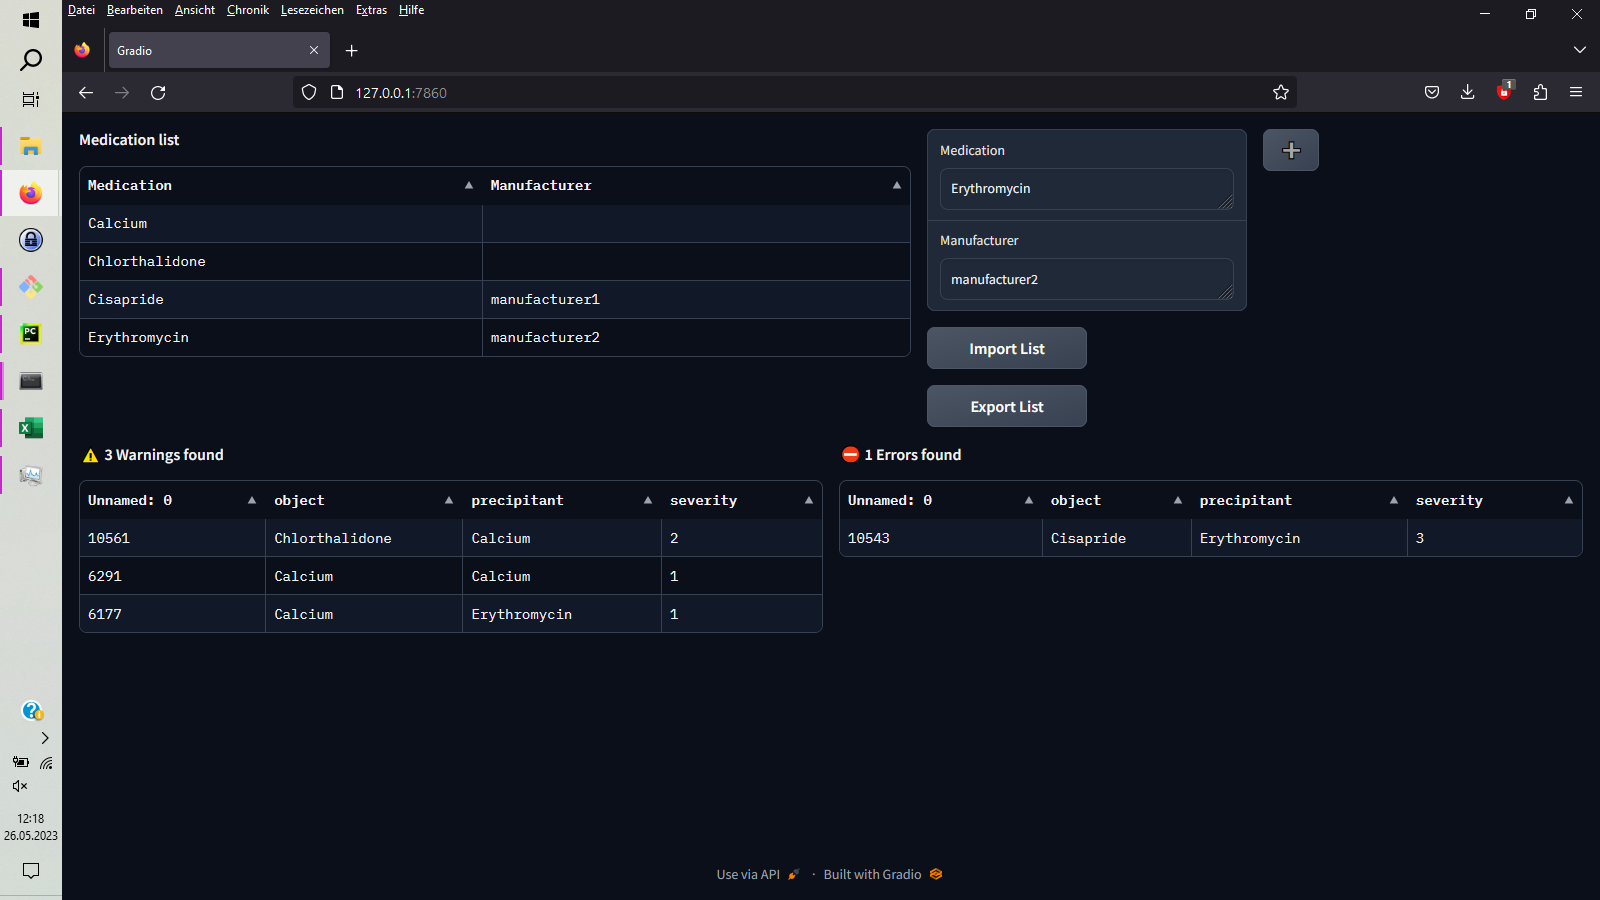 Datei Bearbeiten Ansicht Chronik Lesezeichen Extras Hilfe
Gradio
127.0.0.1:7860
1
Medication list
Medication Manufacturer
Calcium
Chlorthalidone
Cisapride manufacturer1
Erythromycin manufacturer2
Medication
Erythromycin
Manufacturer
manufacturer2
Import List
Export List
3 Warnings found
Unnamed: 0 object precipitant severity
10561 Chlorthalidone Calcium 2
6291 Calcium Calcium 1
6177 Calcium Erythromycin 1
1 Errors found
Unnamed: 0 object precipitant severity
10543 Cisapride Erythromycin 3
Use via API · Built with Gradio
PC
X
12:18
26.05.2023